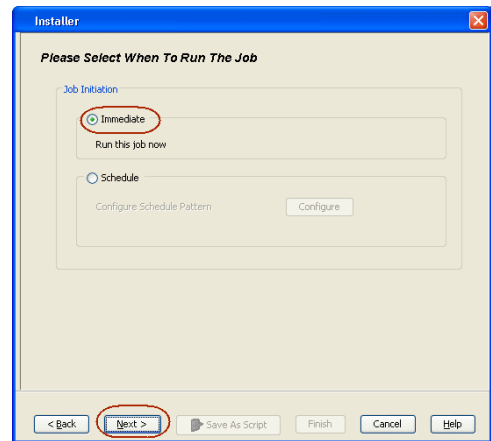 Installer
Please Select When To Run The Job
Job Initiation
Immediate
Run this job now
Schedule
Configure Schedule Pattern Configure
< Back Next > Save As Script Finish Cancel Help